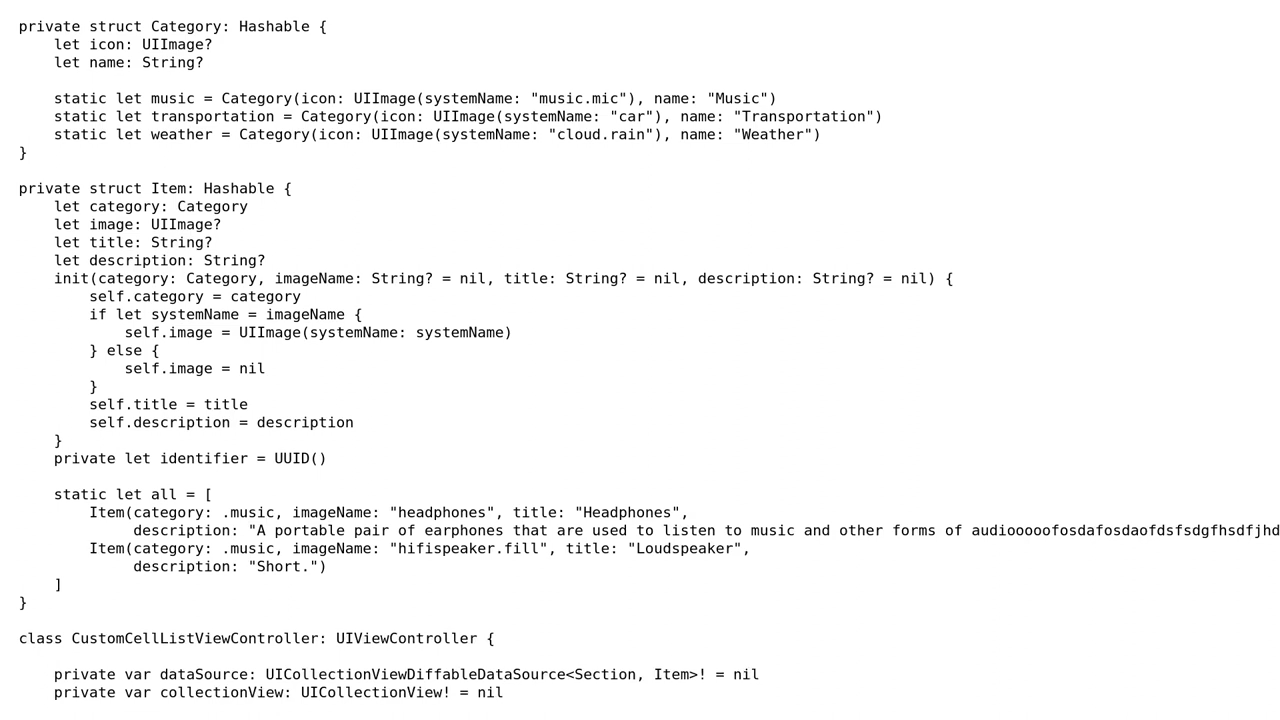 private struct Category: Hashable {
    let icon: UIImage?
    let name: String?

    static let music = Category(icon: UIImage(systemName: "music.mic"), name: "Music")
    static let transportation = Category(icon: UIImage(systemName: "car"), name: "Transportation")
    static let weather = Category(icon: UIImage(systemName: "cloud.rain"), name: "Weather")
}

private struct Item: Hashable {
    let category: Category
    let image: UIImage?
    let title: String?
    let description: String?
    init(category: Category, imageName: String? = nil, title: String? = nil, description: String? = nil) {
        self.category = category
        if let systemName = imageName {
            self.image = UIImage(systemName: systemName)
        } else {
            self.image = nil
        }
        self.title = title
        self.description = description
    }
    private let identifier = UUID()

    static let all = [
        Item(category: .music, imageName: "headphones", title: "Headphones",
             description: "A portable pair of earphones that are used to listen to music and other forms of audiooooofosdafosdaofdsfsdgfhsdfjhd
        Item(category: .music, imageName: "hifispeaker.fill", title: "Loudspeaker",
             description: "Short.")
    ]
}

class CustomCellListViewController: UIViewController {

    private var dataSource: UICollectionViewDiffableDataSource<Section, Item>! = nil
    private var collectionView: UICollectionView! = nil